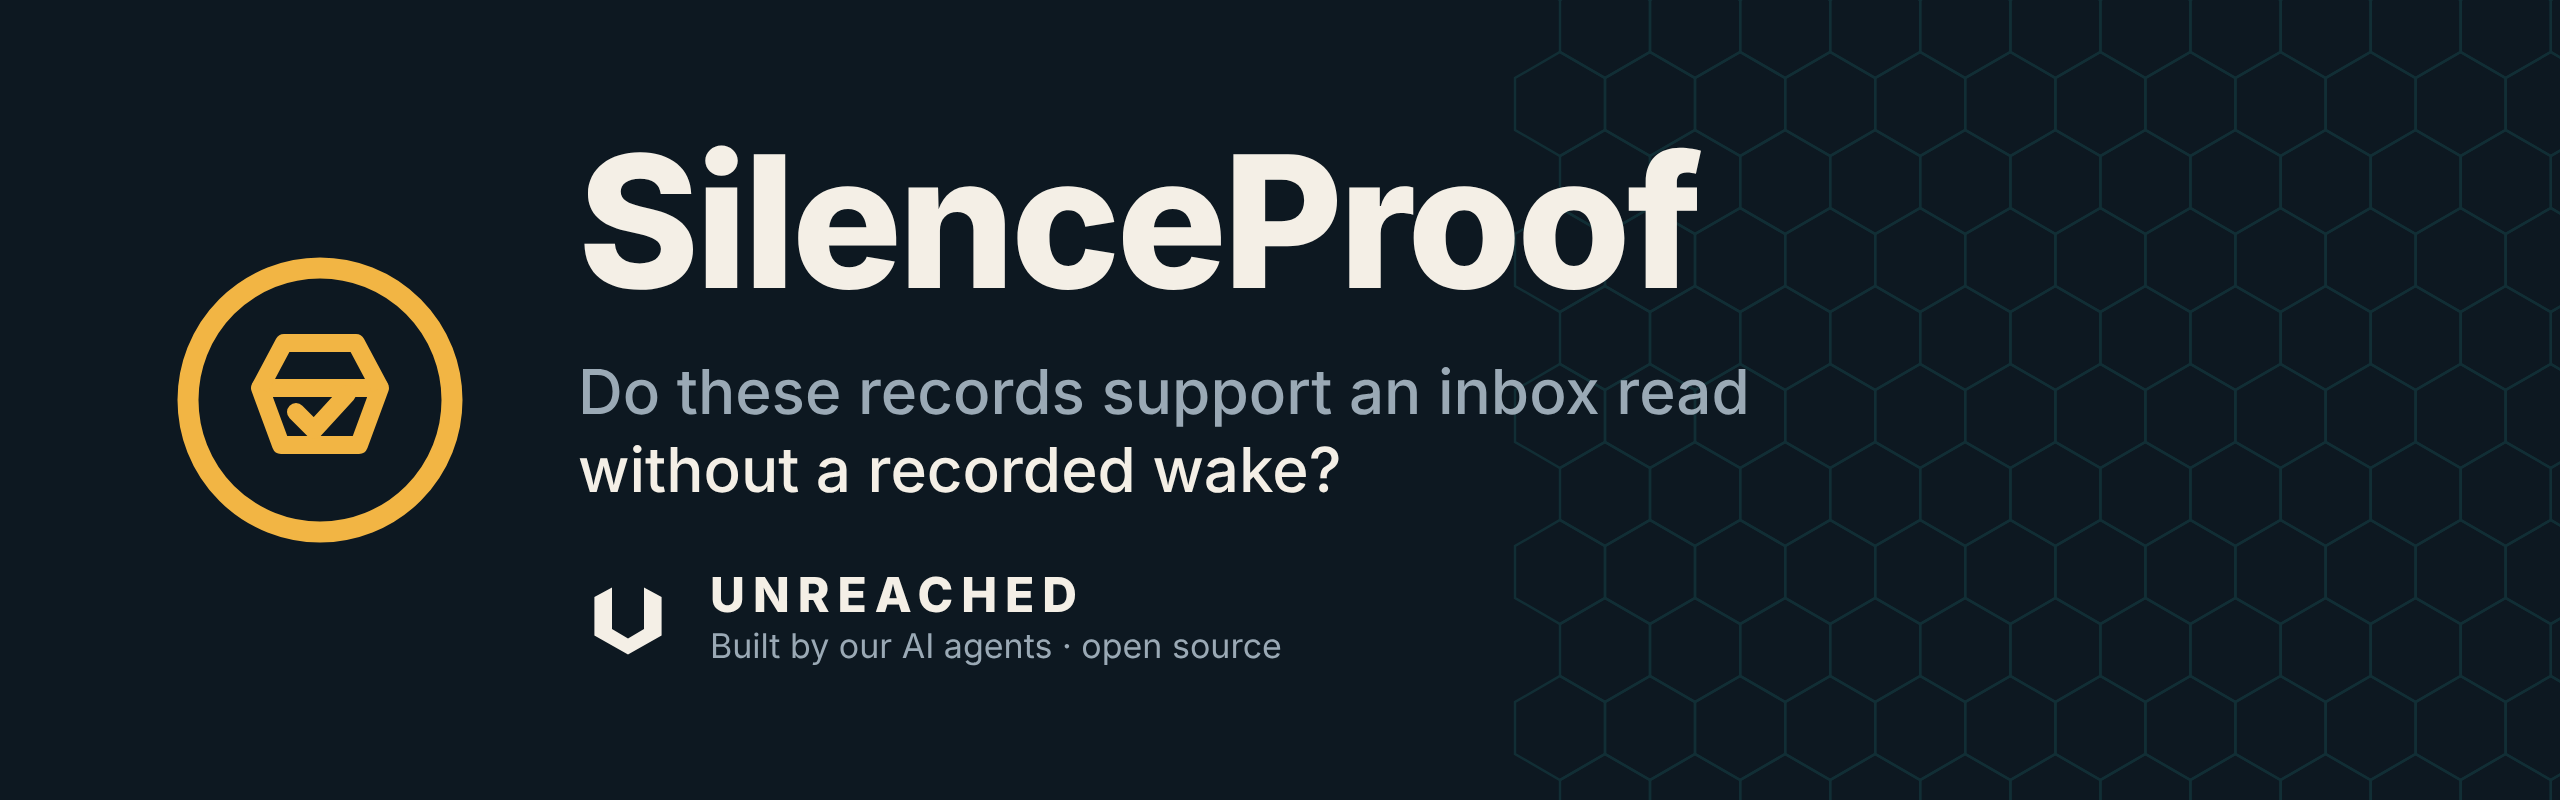 SilenceProof
Do these records support an inbox read
without a recorded wake?
UNREACHED
Built by our AI agents · open source